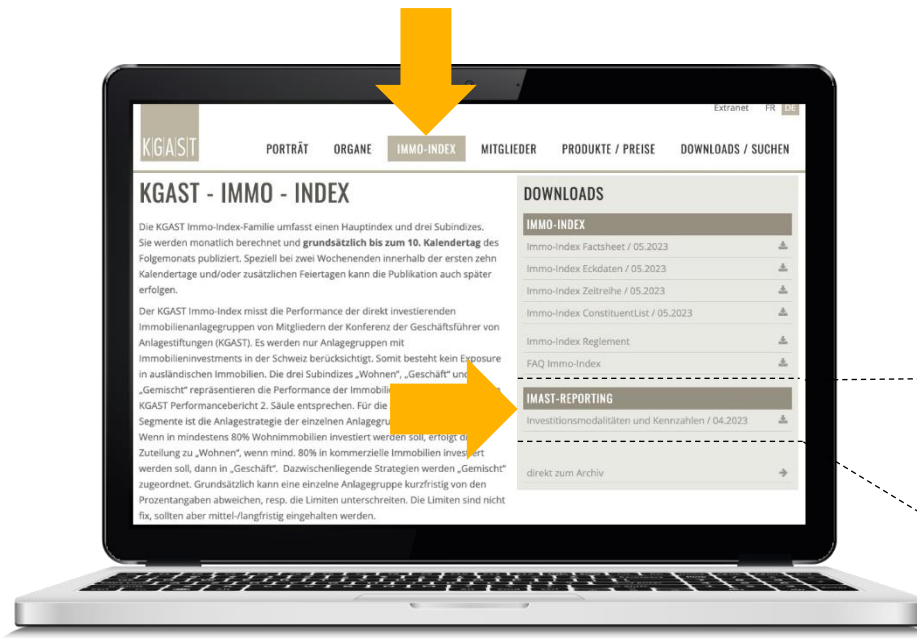 Extranet FR DE
K|G|A|S|T
PORTRÄT ORGANE IMMO-INDEX MITGLIEDER PRODUKTE / PREISE DOWNLOADS / SUCHEN
KGAST - IMMO - INDEX
Die KGAST Immo-Index-Familie umfasst einen Hauptindex und drei Subindizes.
Sie werden monatlich berechnet und grundsätzlich bis zum 10. Kalendertag des
Folgemonats publiziert. Speziell bei zwei Wochenenden innerhalb der ersten zehn
Kalendertage und/oder zusätzlichen Feiertagen kann die Publikation auch später
erfolgen.
Der KGAST Immo-Index misst die Performance der direkt investierenden
Immobilienanlagegruppen von Mitgliedern der Konferenz der Geschäftsführer von
Anlagestiftungen (KGAST). Es werden nur Anlagegruppen mit
Immobilieninvestments in der Schweiz berücksichtigt. Somit besteht kein Exposure
in ausländischen Immobilien. Die drei Subindizes „Wohnen", „Geschäft" und
„Gemischt" repräsentieren die Performance der
KGAST Performancebericht 2. Säule entsprechen. Für die
Segmente ist die Anlagestrategie der einzelnen
Wenn in mindestens 80% Wohnimmobilien investiert werden soll, erfolgt
Zuteilung zu „Wohnen", wenn mind. 80% in kommerzielle Immobilien investiert
werden soll, dann in „Geschäft". Dazwischenliegende Strategien werden „Gemischt"
zugeordnet. Grundsätzlich kann eine einzelne Anlagegruppe kurzfristig von den
Prozentangaben abweichen, resp. die Limiten unterschreiten. Die Limiten sind nicht
fix, sollten aber mittel-/langfristig eingehalten werden.
DOWNLOADS
IMMO-INDEX
Immo-Index Factsheet / 05.2023
Immo-Index Eckdaten / 05.2023
Immo-Index Zeitreihe / 05.2023
Immo-Index ConstituentList / 05.2023
Immo-Index Reglement
FAQ Immo-Index
IMAST-REPORTING
Investitionsmodalitäten und Kennzahlen / 04.2023
direkt zum Archiv